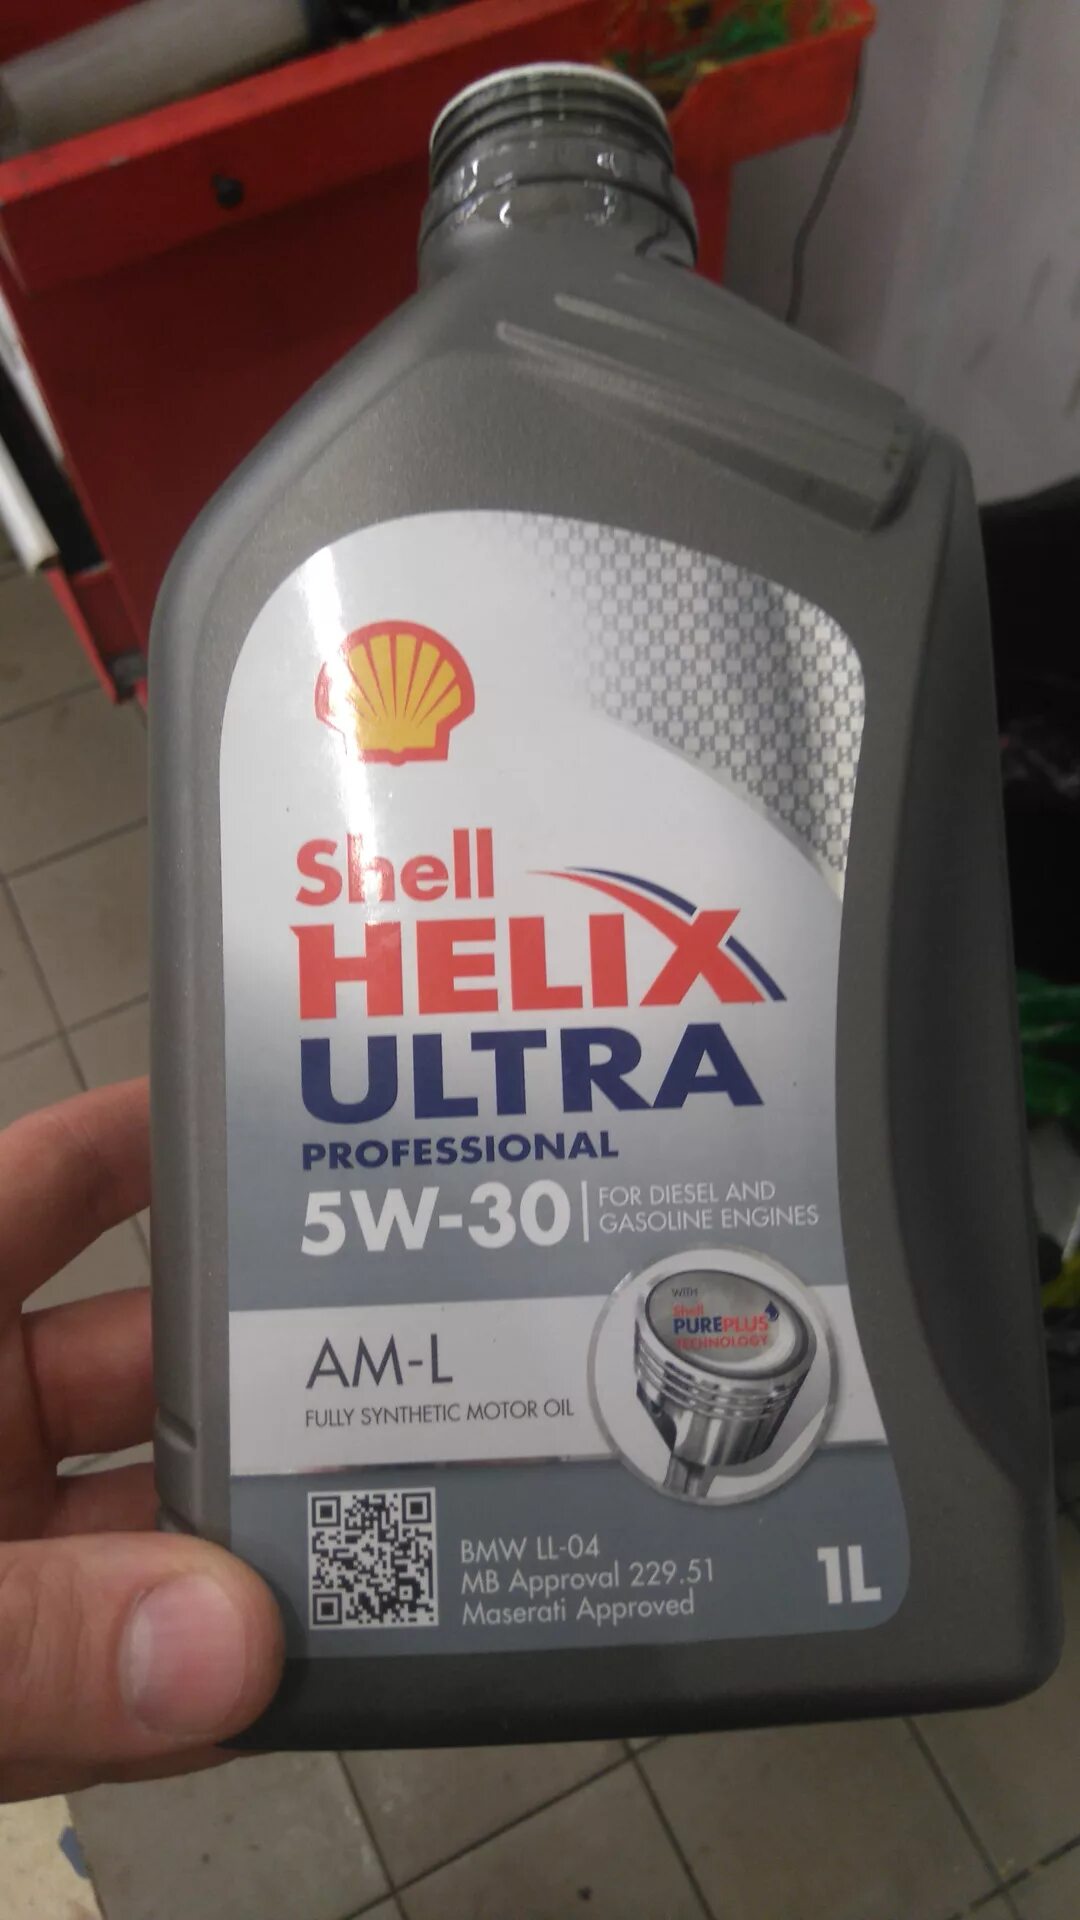 Shell
HELIX
ULTRA
PROFESSIONAL
5W-30
FOR DIESEL AND
GASOLINE ENGINES
WITH
Shell
PUREPLUS
TECHNOLOGY
AM-L
FULLY SYNTHETIC MOTOR OIL
BMW LL-04
MB Approval 229.51
Maserati Approved
1L